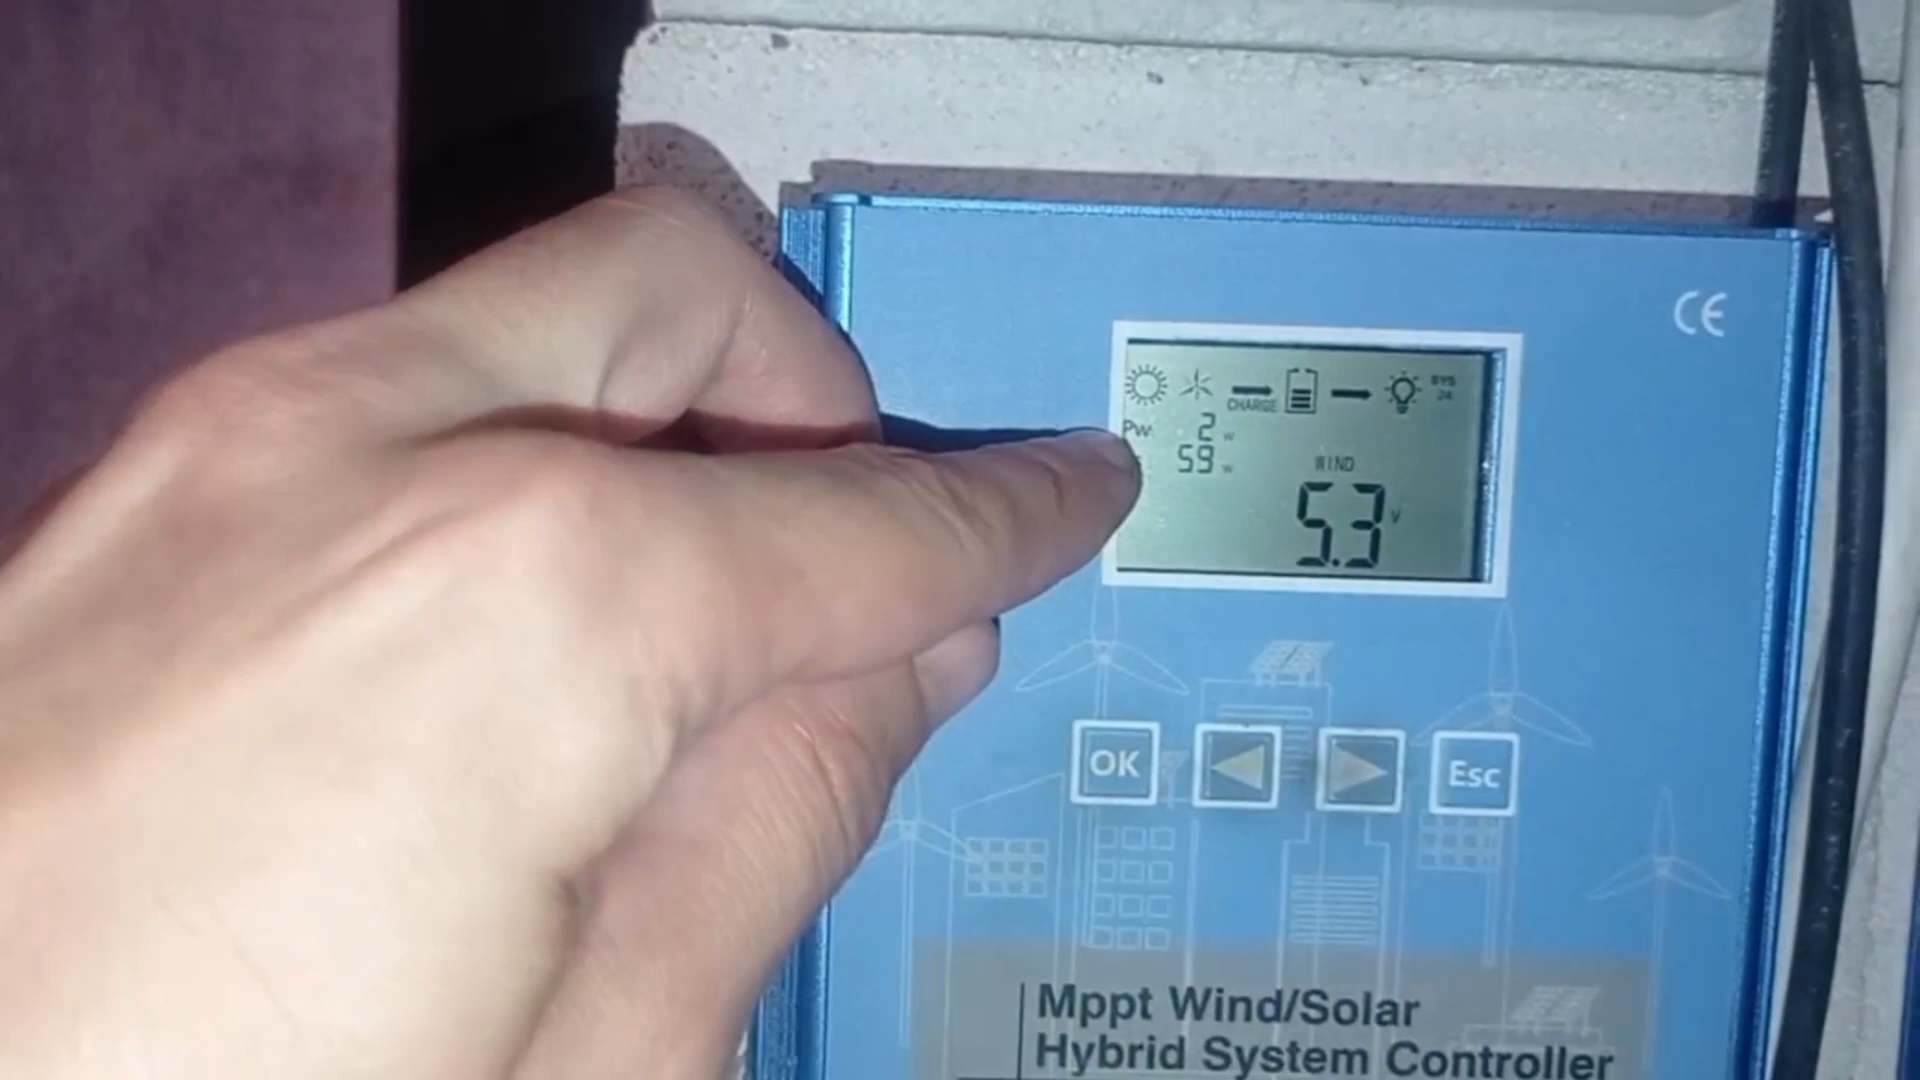 CE
SYS
24
CHARGE
Pw: 2 w
59 w
WIND
5.3 V
OK
Esc
Mppt Wind/Solar
Hybrid System Controller